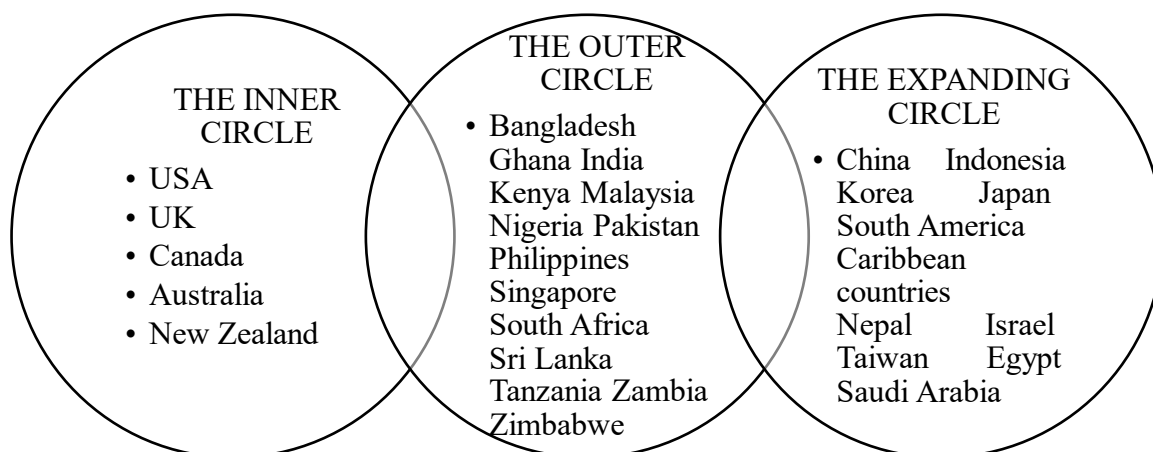 THE INNER
CIRCLE
• USA
• UK
• Canada
• Australia
• New Zealand
THE OUTER
CIRCLE
• Bangladesh
Ghana India
Kenya Malaysia
Nigeria Pakistan
Philippines
Singapore
South Africa
Sri Lanka
Tanzania Zambia
Zimbabwe
THE EXPANDING
CIRCLE
• China Indonesia
Korea Japan
South America
Caribbean
countries
Nepal Israel
Taiwan Egypt
Saudi Arabia